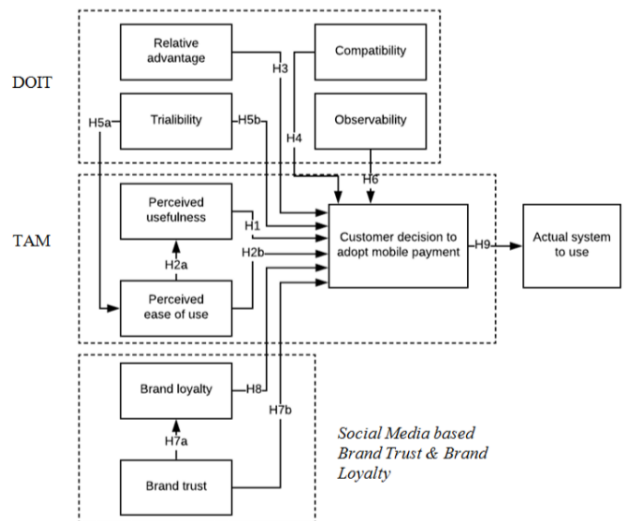 DOIT
Relative
advantage
H3
Compatibility
H5a
Trialibility
H5b
H4
Observability
H6
TAM
Perceived
usefulness
H1
Customer decision to
adopt mobile payment
H9
Actual system
to use
H2a
H2b
Perceived
ease of use
Brand loyalty
H8
H7b
H7a
Brand trust
Social Media based
Brand Trust & Brand
Loyalty